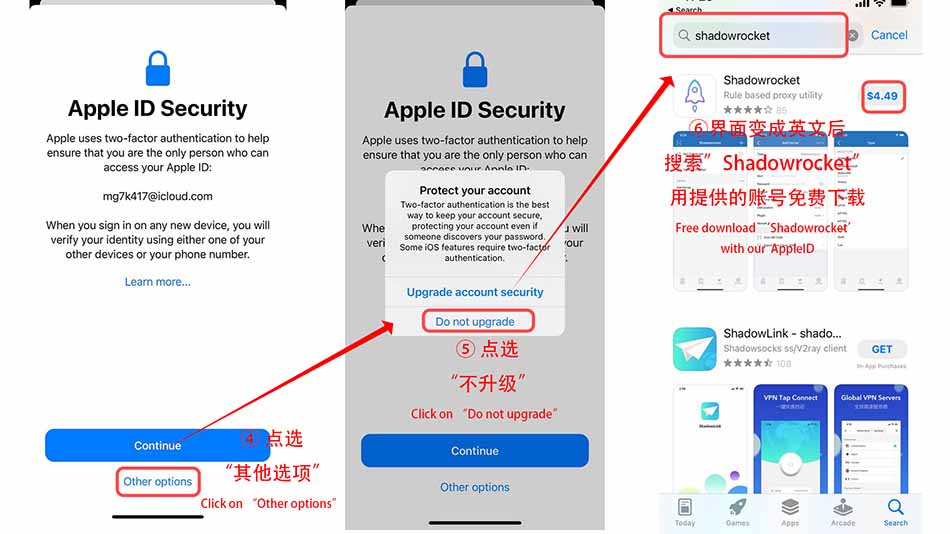 Apple ID Security
Apple uses two-factor authentication to help
ensure that you are the only person who can
access your Apple ID:
mg7k417@icloud.com
When you sign in on any new device, you will
verify your identity using either one of your
other devices or your phone number.
Learn more...
Continue
Other options
④ 点选
“其他选项”
Click on “Other options”
Apple ID Security
Apple uses two-factor authentication to help
ensure that you are the only person who can
access your Apple ID:
Protect your account
Two-factor authentication is the best
way to keep your account secure,
protecting your account even if
someone discovers your password.
Some iOS features require two-factor
authentication.
Upgrade account security
Do not upgrade
⑤ 点选
“不升级”
Click on “Do not upgrade”
Continue
Other options
Search
shadowrocket
Cancel
Shadowrocket
Rule based proxy utility
85
$4.49
⑥界面变成英文后
搜索”Shadowrocket”
用提供的账号免费下载
Free download “Shadowrocket”
with our AppleID
ShadowLink - shado...
Shadowsocks ss/V2ray client
108
GET
In-App Purchases
ShadowLink
VPN Tap Connect
一键快连启动
Global VPN Servers
Today
Games
Apps
Arcade
Search